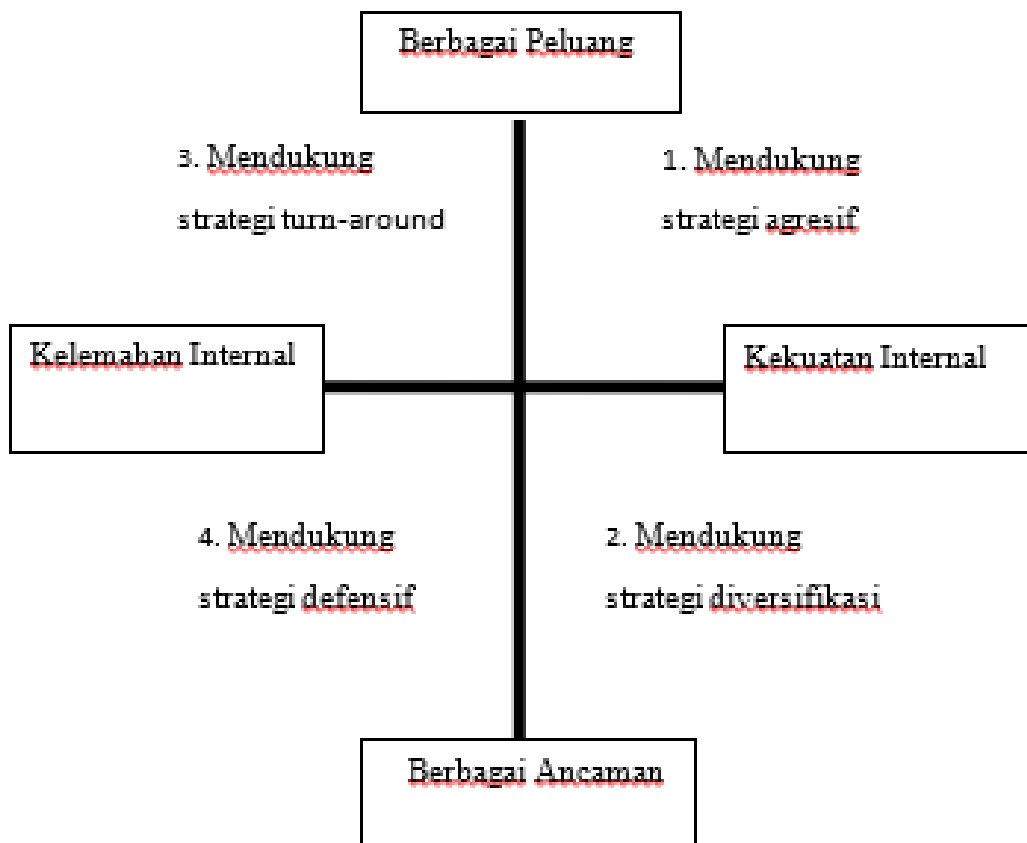 Berbagai Peluang
3. Mendukung
strategi turn-around
1. Mendukung
strategi agresif
Kelemahan Internal
Kekuatan Internal
4. Mendukung
strategi defensif
2. Mendukung
strategi diversifikasi
Berbagai Ancaman